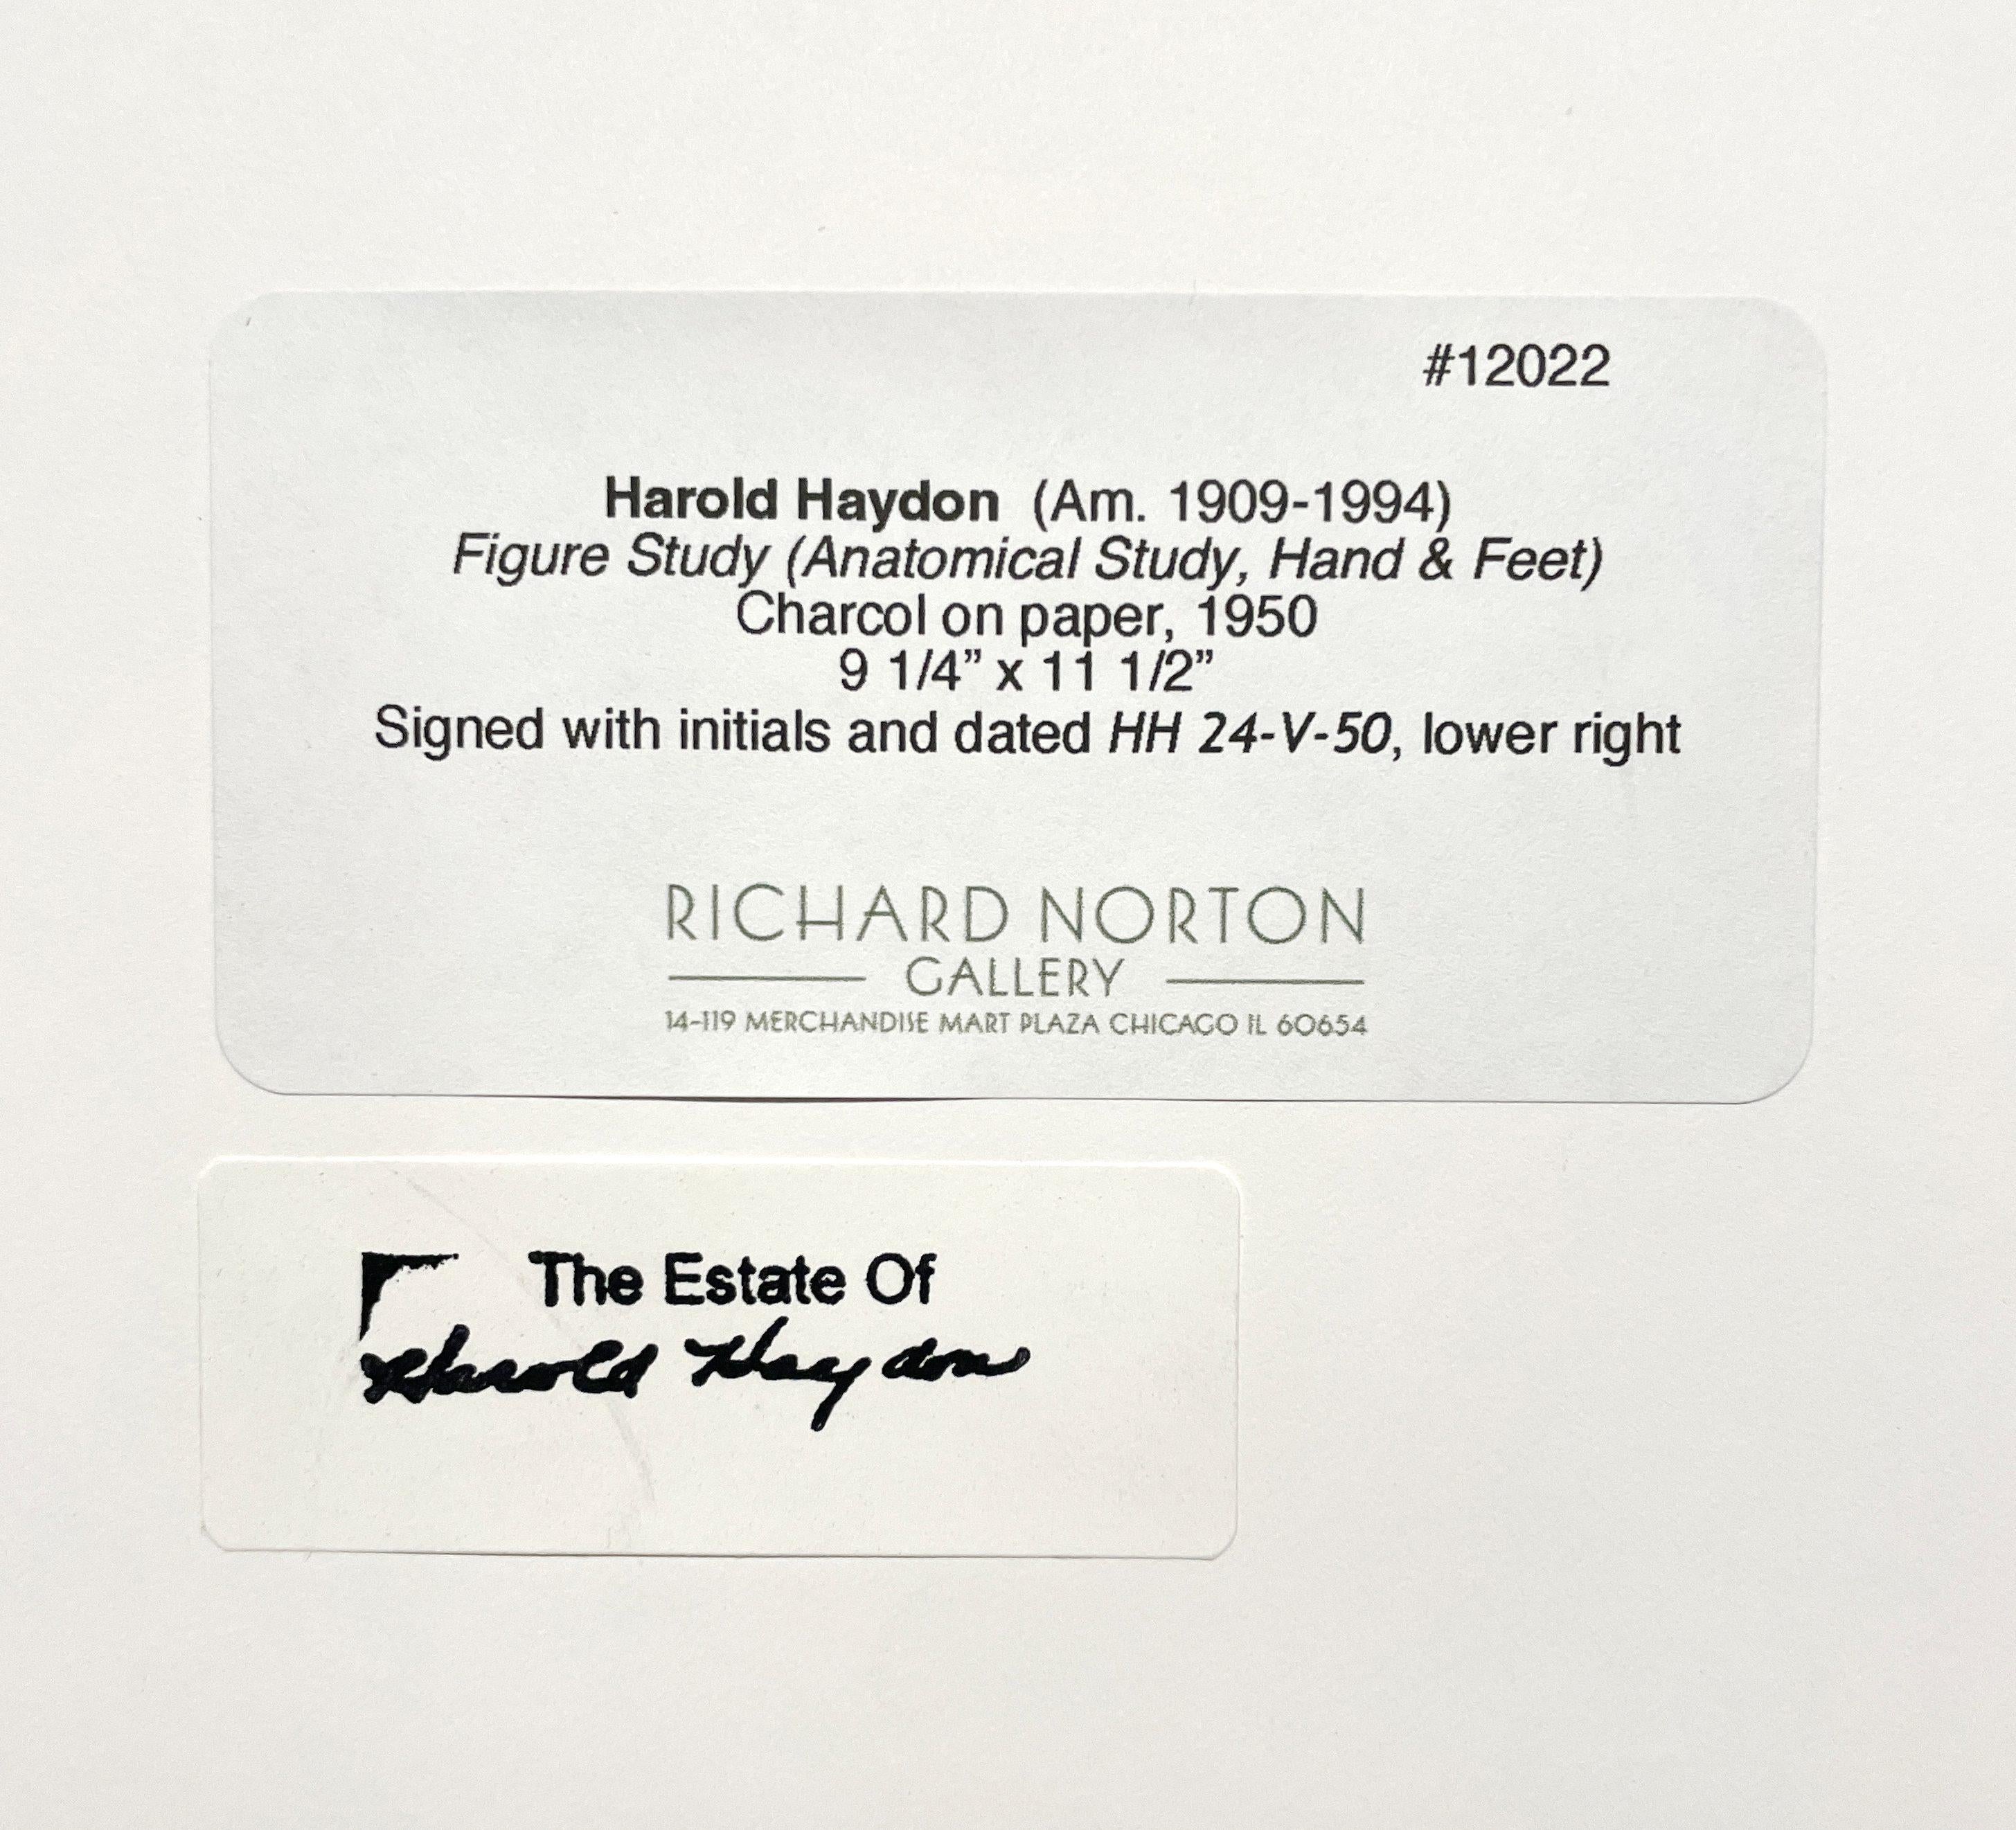 #12022
Harold Haydon (Am. 1909-1994)
Figure Study (Anatomical Study, Hand & Feet)
Charcol on paper, 1950
9 1/4” x 11 1/2”
Signed with initials and dated HH 24-V-50, lower right
RICHARD NORTON
GALLERY
14-119 MERCHANDISE MART PLAZA CHICAGO IL 60654
The Estate Of
Harold Haydon